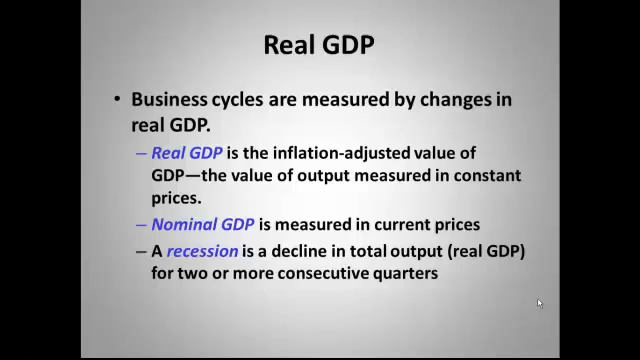 Real GDP
• Business cycles are measured by changes in
real GDP.
– Real GDP is the inflation-adjusted value of
GDP—the value of output measured in constant
prices.
– Nominal GDP is measured in current prices
– A recession is a decline in total output (real GDP)
for two or more consecutive quarters